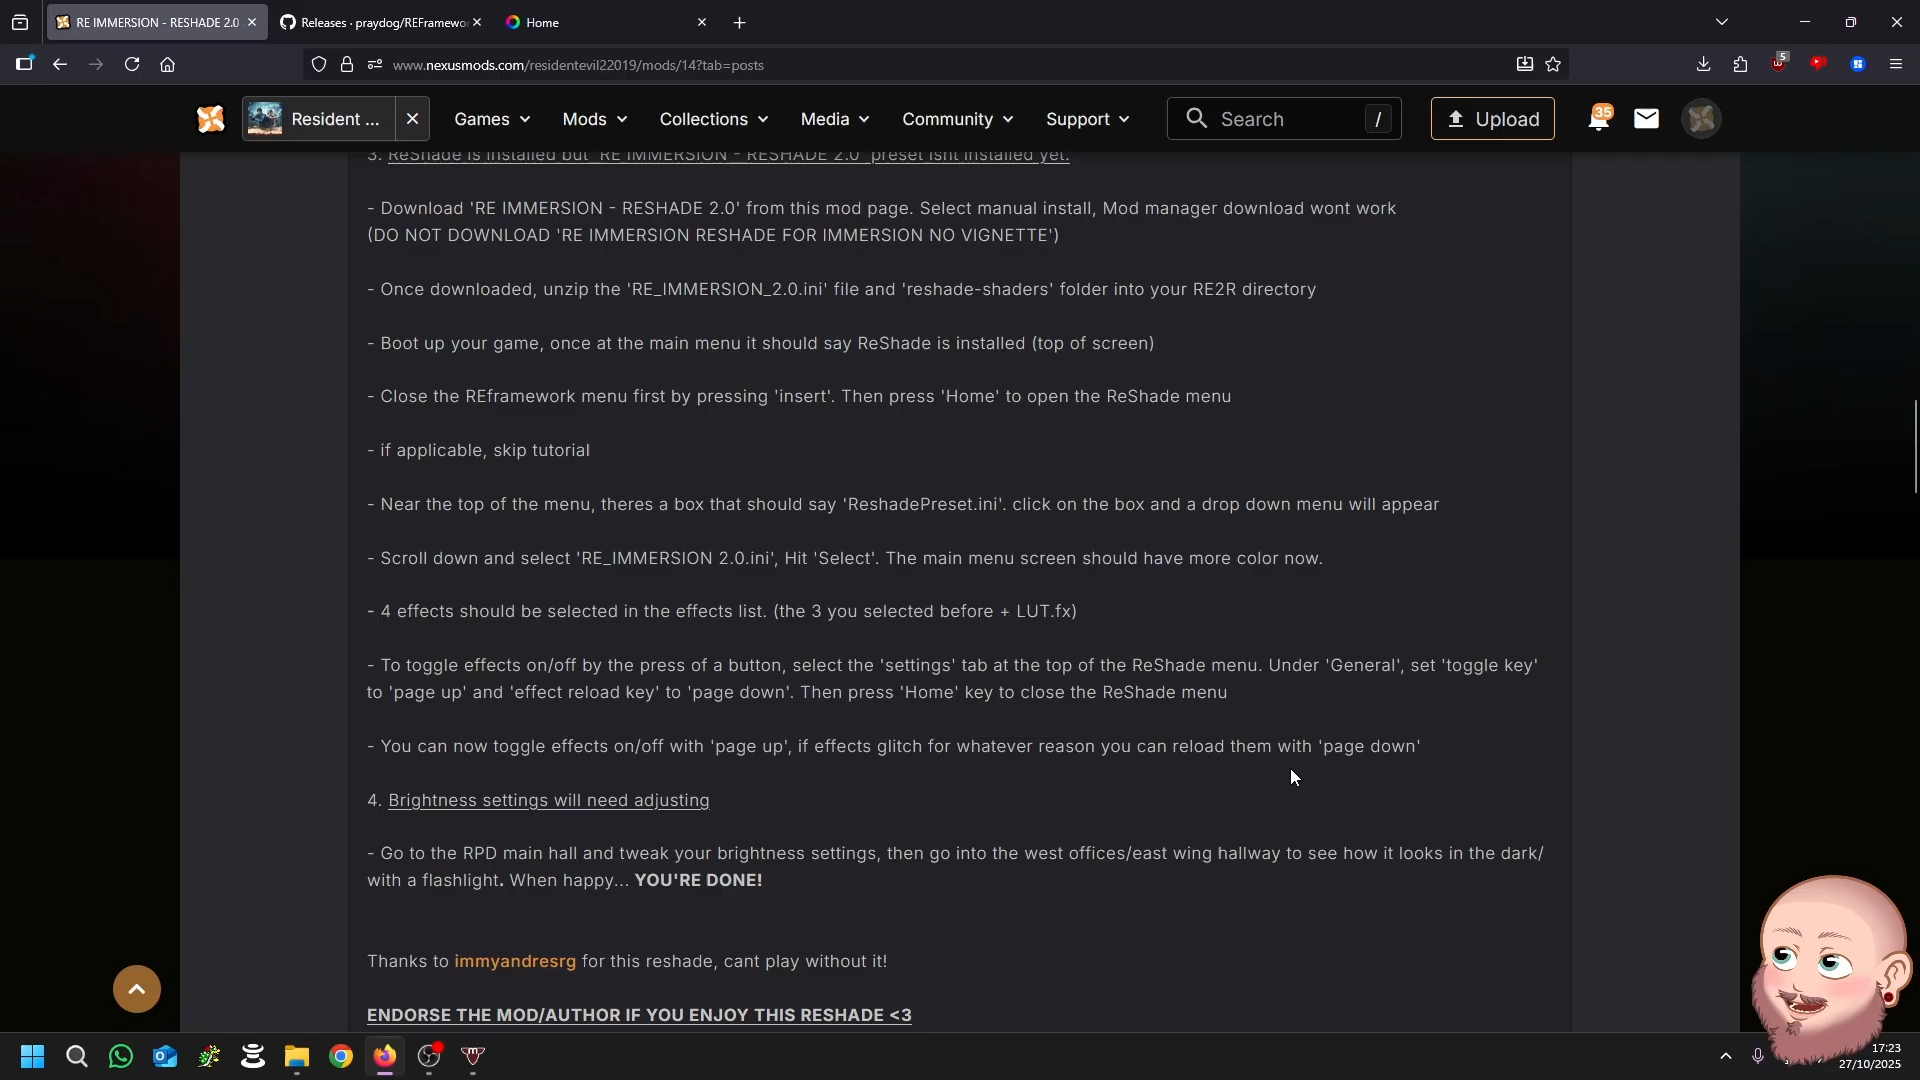 RE IMMERSION - RESHADE 2.0
Releases · praydog/REFramewo
Home
www.nexusmods.com/residentevil22019/mods/14?tab=posts
5
Resident ...
Games
Mods
Collections
Media
Community
Support
Search
/
Upload
35
3. ReShade is installed but 'RE IMMERSION - RESHADE 2.0' preset isnt installed yet.
- Download 'RE IMMERSION - RESHADE 2.0' from this mod page. Select manual install, Mod manager download wont work
(DO NOT DOWNLOAD 'RE IMMERSION RESHADE FOR IMMERSION NO VIGNETTE')
- Once downloaded, unzip the 'RE_IMMERSION_2.0.ini' file and 'reshade-shaders' folder into your RE2R directory
- Boot up your game, once at the main menu it should say ReShade is installed (top of screen)
- Close the REframework menu first by pressing 'insert'. Then press 'Home' to open the ReShade menu
- if applicable, skip tutorial
- Near the top of the menu, theres a box that should say 'ReshadePreset.ini'. click on the box and a drop down menu will appear
- Scroll down and select 'RE_IMMERSION 2.0.ini', Hit 'Select'. The main menu screen should have more color now.
- 4 effects should be selected in the effects list. (the 3 you selected before + LUT.fx)
- To toggle effects on/off by the press of a button, select the 'settings' tab at the top of the ReShade menu. Under 'General', set 'toggle key'
to 'page up' and 'effect reload key' to 'page down'. Then press 'Home' key to close the ReShade menu
- You can now toggle effects on/off with 'page up', if effects glitch for whatever reason you can reload them with 'page down'
4. Brightness settings will need adjusting
- Go to the RPD main hall and tweak your brightness settings, then go into the west offices/east wing hallway to see how it looks in the dark/
with a flashlight. When happy... YOU'RE DONE!
Thanks to immyandresrg for this reshade, cant play without it!
ENDORSE THE MOD/AUTHOR IF YOU ENJOY THIS RESHADE <3
17:23
27/10/2025